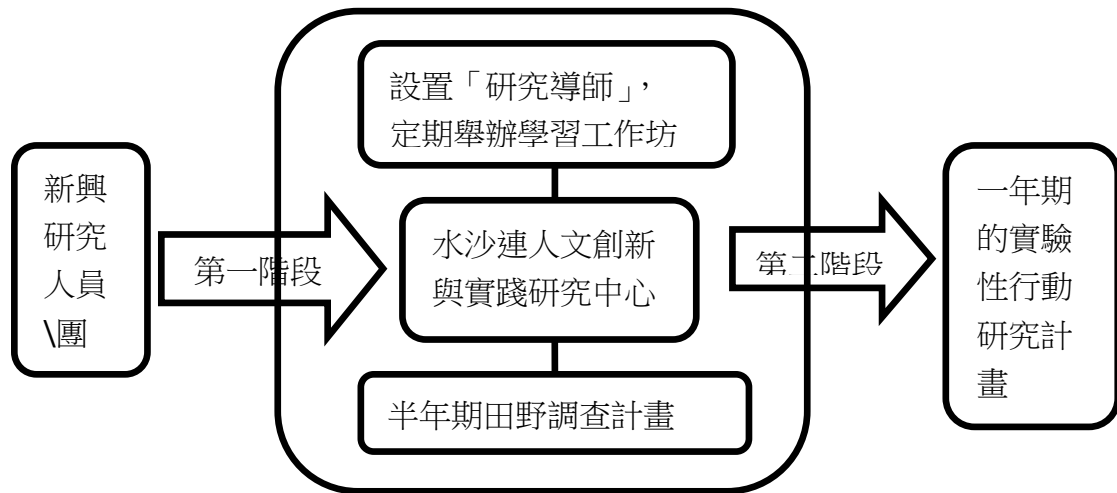 新興
研究
人員
\團
第一階段
設置「研究導師」,
定期舉辦學習工作坊
水沙連人文創新
與實踐研究中心
半年期田野調查計畫
第二階段
一年期
的實驗
性行動
研究計
畫